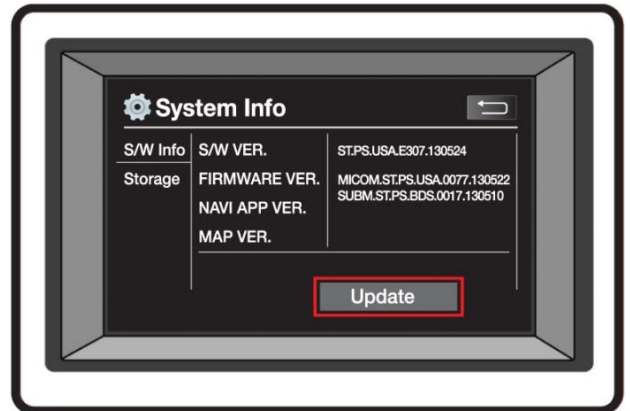 System Info
S/W Info
Storage
S/W VER.
FIRMWARE VER.
NAVI APP VER.
MAP VER.
ST.PS.USA.E307.130524
MICOM.ST.PS.USA.0077.130522
SUBM.ST.PS.BDS.0017.130510
Update